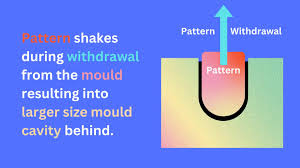 Pattern shakes
during withdrawal
from the mould
resulting into
larger size mould
cavity behind.
Pattern Withdrawal
Pattern